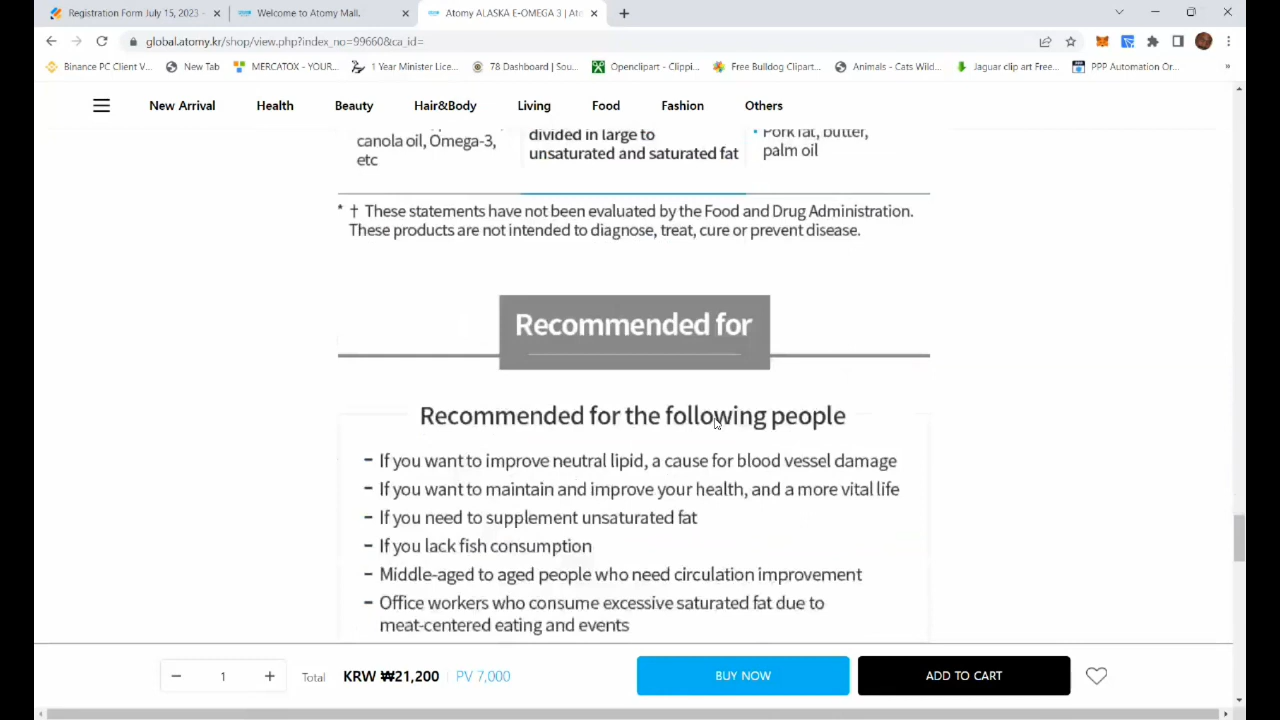 Registration Form July 15, 2023 -
Welcome to Atomy Mall.
Atomy ALASKA E-OMEGA 3 | Ato
global.atomy.kr/shop/view.php?index_no=99660&ca_id=
Binance PC Client V...
New Tab
MERCATOX - YOUR...
1 Year Minister Lice...
78 Dashboard | Sou...
Openclipart - Clippi...
Free Bulldog Clipart...
Animals - Cats Wild...
Jaguar clip art Free...
PPP Automation Or...
New Arrival Health Beauty Hair&Body Living Food Fashion Others
canola oil, Omega-3,
etc
divided in large to
unsaturated and saturated fat
• Pork fat, butter,
palm oil
* † These statements have not been evaluated by the Food and Drug Administration.
These products are not intended to diagnose, treat, cure or prevent disease.
Recommended for
Recommended for the following people
- If you want to improve neutral lipid, a cause for blood vessel damage
- If you want to maintain and improve your health, and a more vital life
- If you need to supplement unsaturated fat
- If you lack fish consumption
- Middle-aged to aged people who need circulation improvement
- Office workers who consume excessive saturated fat due to
meat-centered eating and events
− 1 + Total KRW ₩21,200 | PV 7,000 BUY NOW ADD TO CART